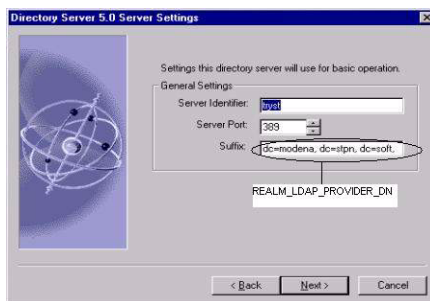 Directory Server 5.0 Server Settings
Settings this directory server will use for basic operation.
General Settings
Server Identifier: tryst
Server Port: 389
Suffix: dc=modena, dc=stpn, dc=soft,
REALM_LDAP_PROVIDER_DN
< Back Next > Cancel